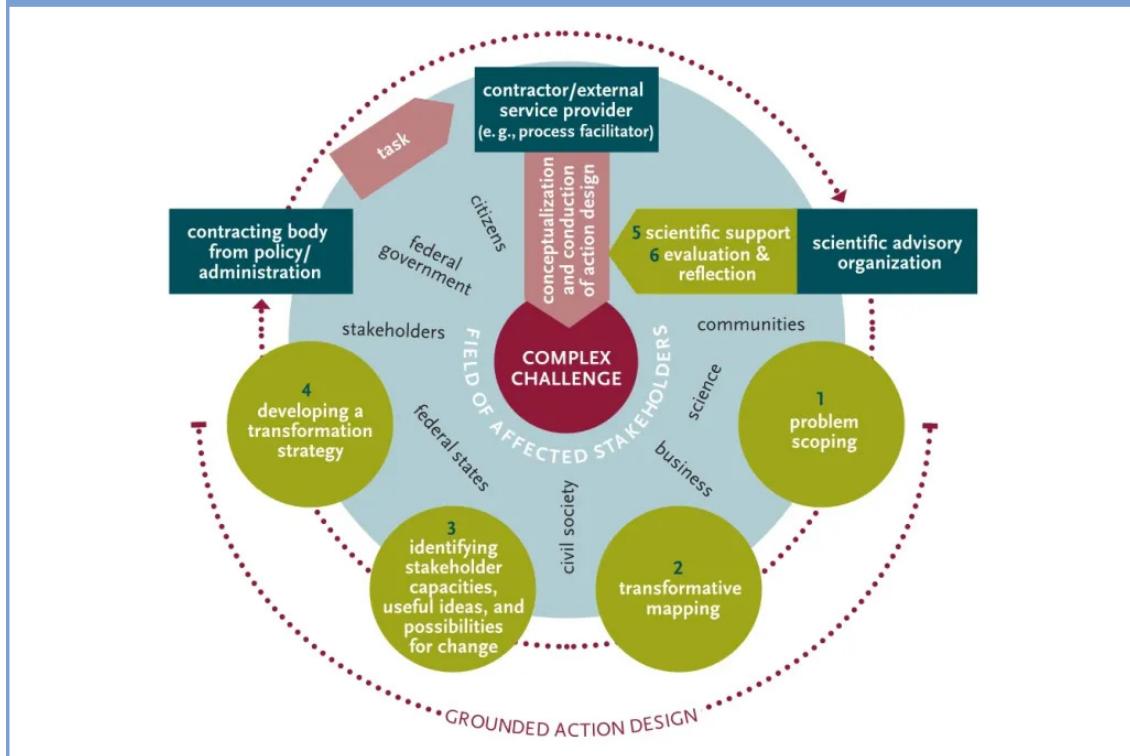 contractor/external
service provider
(e. g., process facilitator)
task
conceptualization
and conduction
of action design
contracting body
from policy/
administration
5 scientific support
6 evaluation &
reflection
scientific advisory
organization
citizens
federal
government
stakeholders
federal states
civil society
business
science
communities
COMPLEX
CHALLENGE
FIELD OF AFFECTED STAKEHOLDERS
1
problem
scoping
2
transformative
mapping
3
identifying
stakeholder
capacities,
useful ideas, and
possibilities
for change
4
developing a
transformation
strategy
GROUNDED ACTION DESIGN